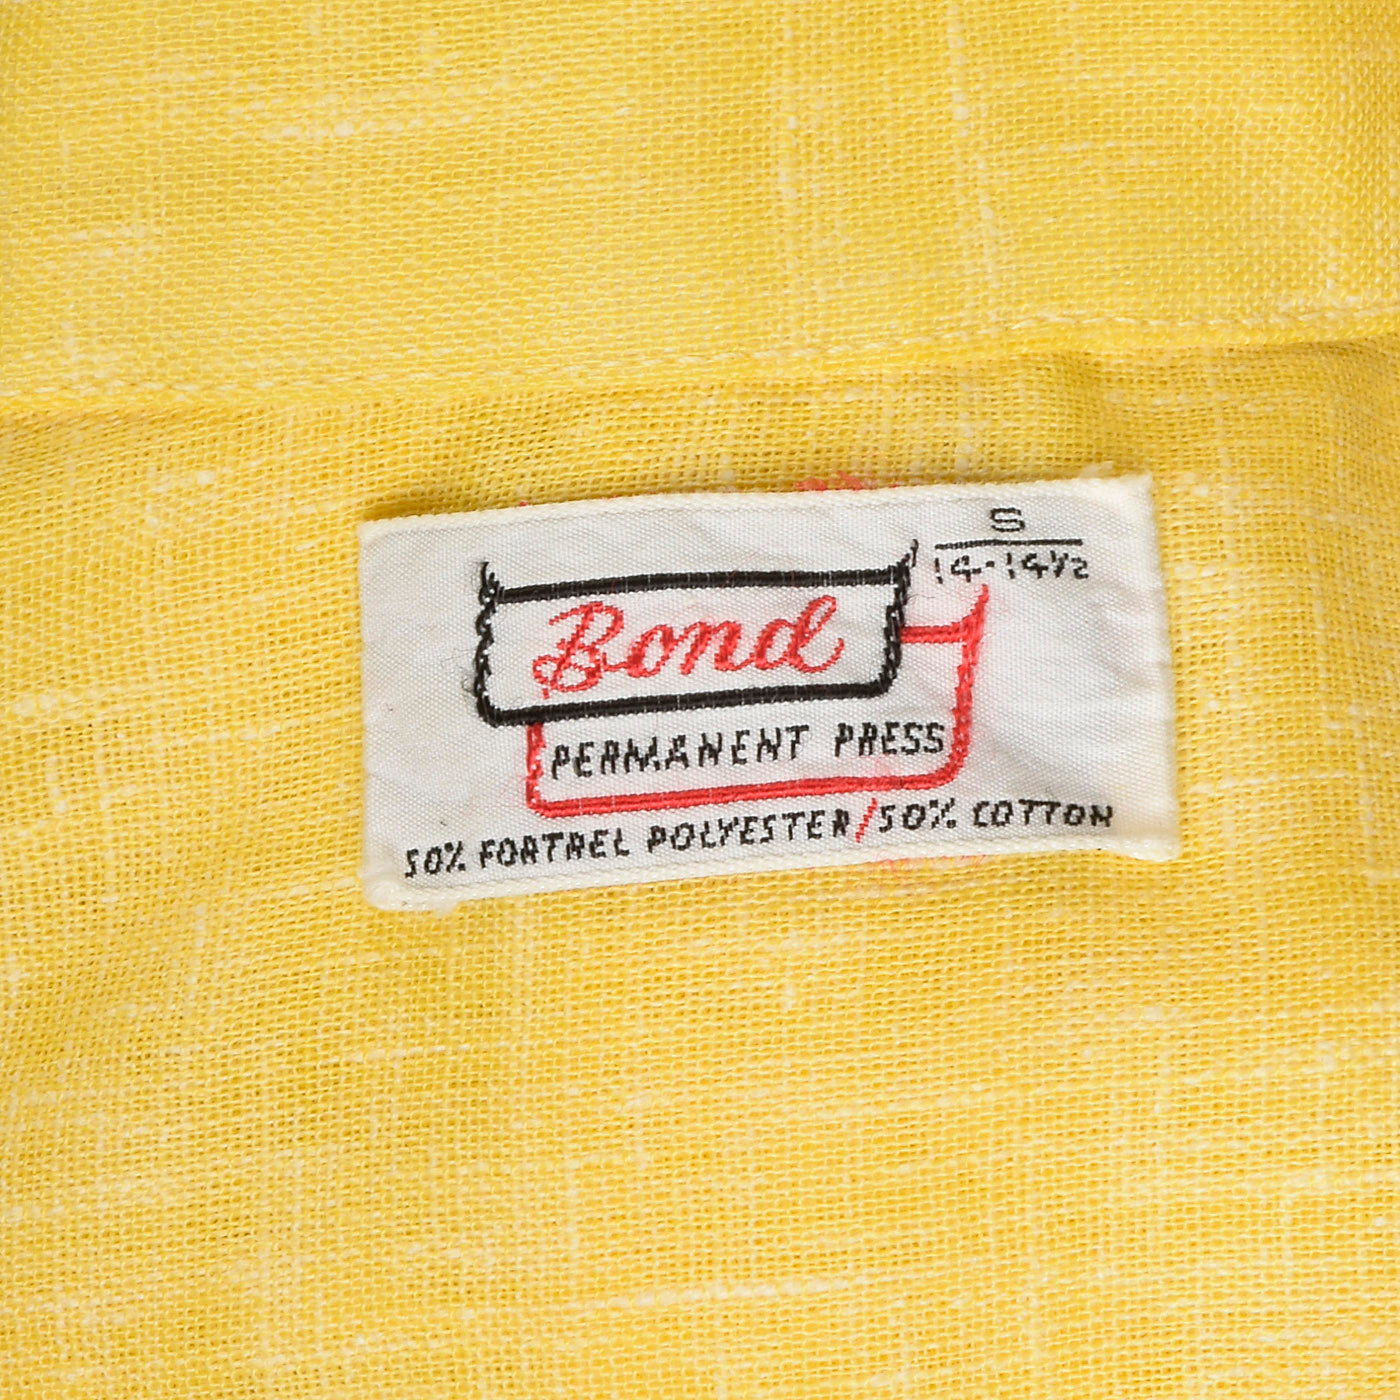 S
14-14½
Bond
PERMANENT PRESS
50% FORTREL POLYESTER/50% COTTON